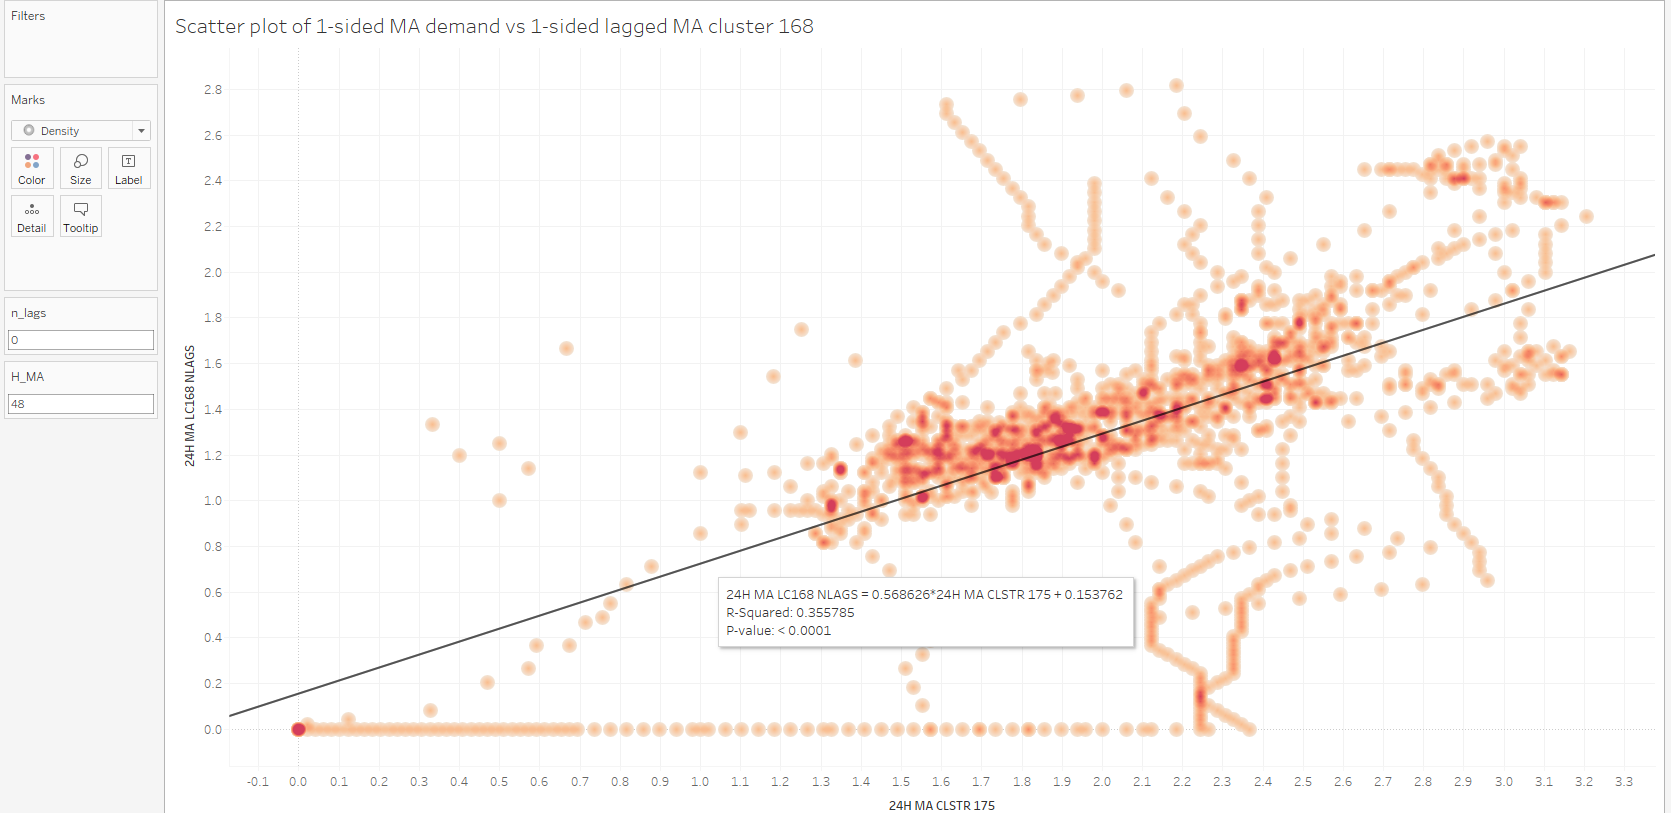 Filters
Scatter plot of 1-sided MA demand vs 1-sided lagged MA cluster 168
Marks
Density
Color
Size
Label
Detail
Tooltip
n_lags
0
H_MA
48
24H MA LC168 NLAGS
2.8
2.6
2.4
2.2
2.0
1.8
1.6
1.4
1.2
1.0
0.8
0.6
0.4
0.2
0.0
24H MA LC168 NLAGS = 0.568626*24H MA CLSTR 175 + 0.153762
R-Squared: 0.355785
P-value: < 0.0001
-0.1 0.0 0.1 0.2 0.3 0.4 0.5 0.6 0.7 0.8 0.9 1.0 1.1 1.2 1.3 1.4 1.5 1.6 1.7 1.8 1.9 2.0 2.1 2.2 2.3 2.4 2.5 2.6 2.7 2.8 2.9 3.0 3.1 3.2 3.3
24H MA CLSTR 175